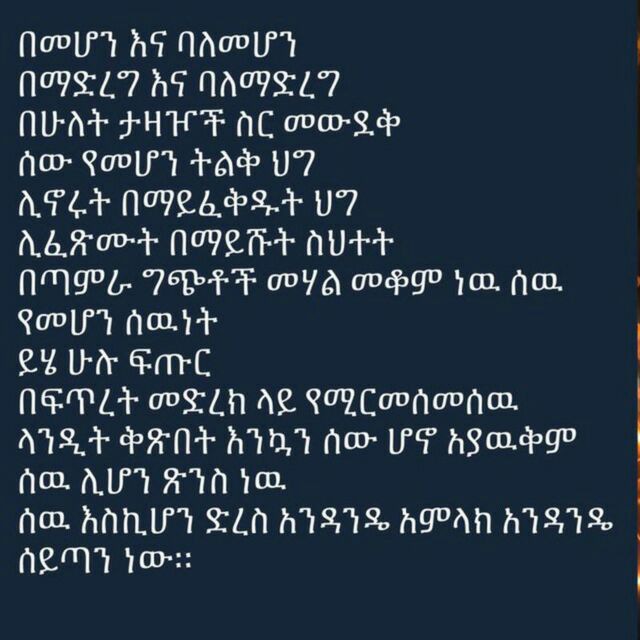 በመሆን እና ባለመሆን
በማድረግ እና ባለማድረግ
በሁለት ታዛዦች ስር መውደቅ
ሰው የመሆን ትልቅ ህግ
ሊኖሩት በማይፈቅዱት ህግ
ሊፈጽሙት በማይሹት ስህተት
በጣምራ ግጭቶች መሃል መቆም ነዉ ሰዉ
የመሆን ሰዉነት
ይሄ ሁሉ ፍጡር
በፍጥረት መድረክ ላይ የሚርመሰመሰዉ
ላንዲት ቅጽበት እንኳን ሰው ሆኖ አያዉቅም
ሰዉ ሊሆን ጽንስ ነዉ
ሰዉ እስኪሆን ድረስ አንዳንዴ አምላክ አንዳንዴ
ሰይጣን ነው።